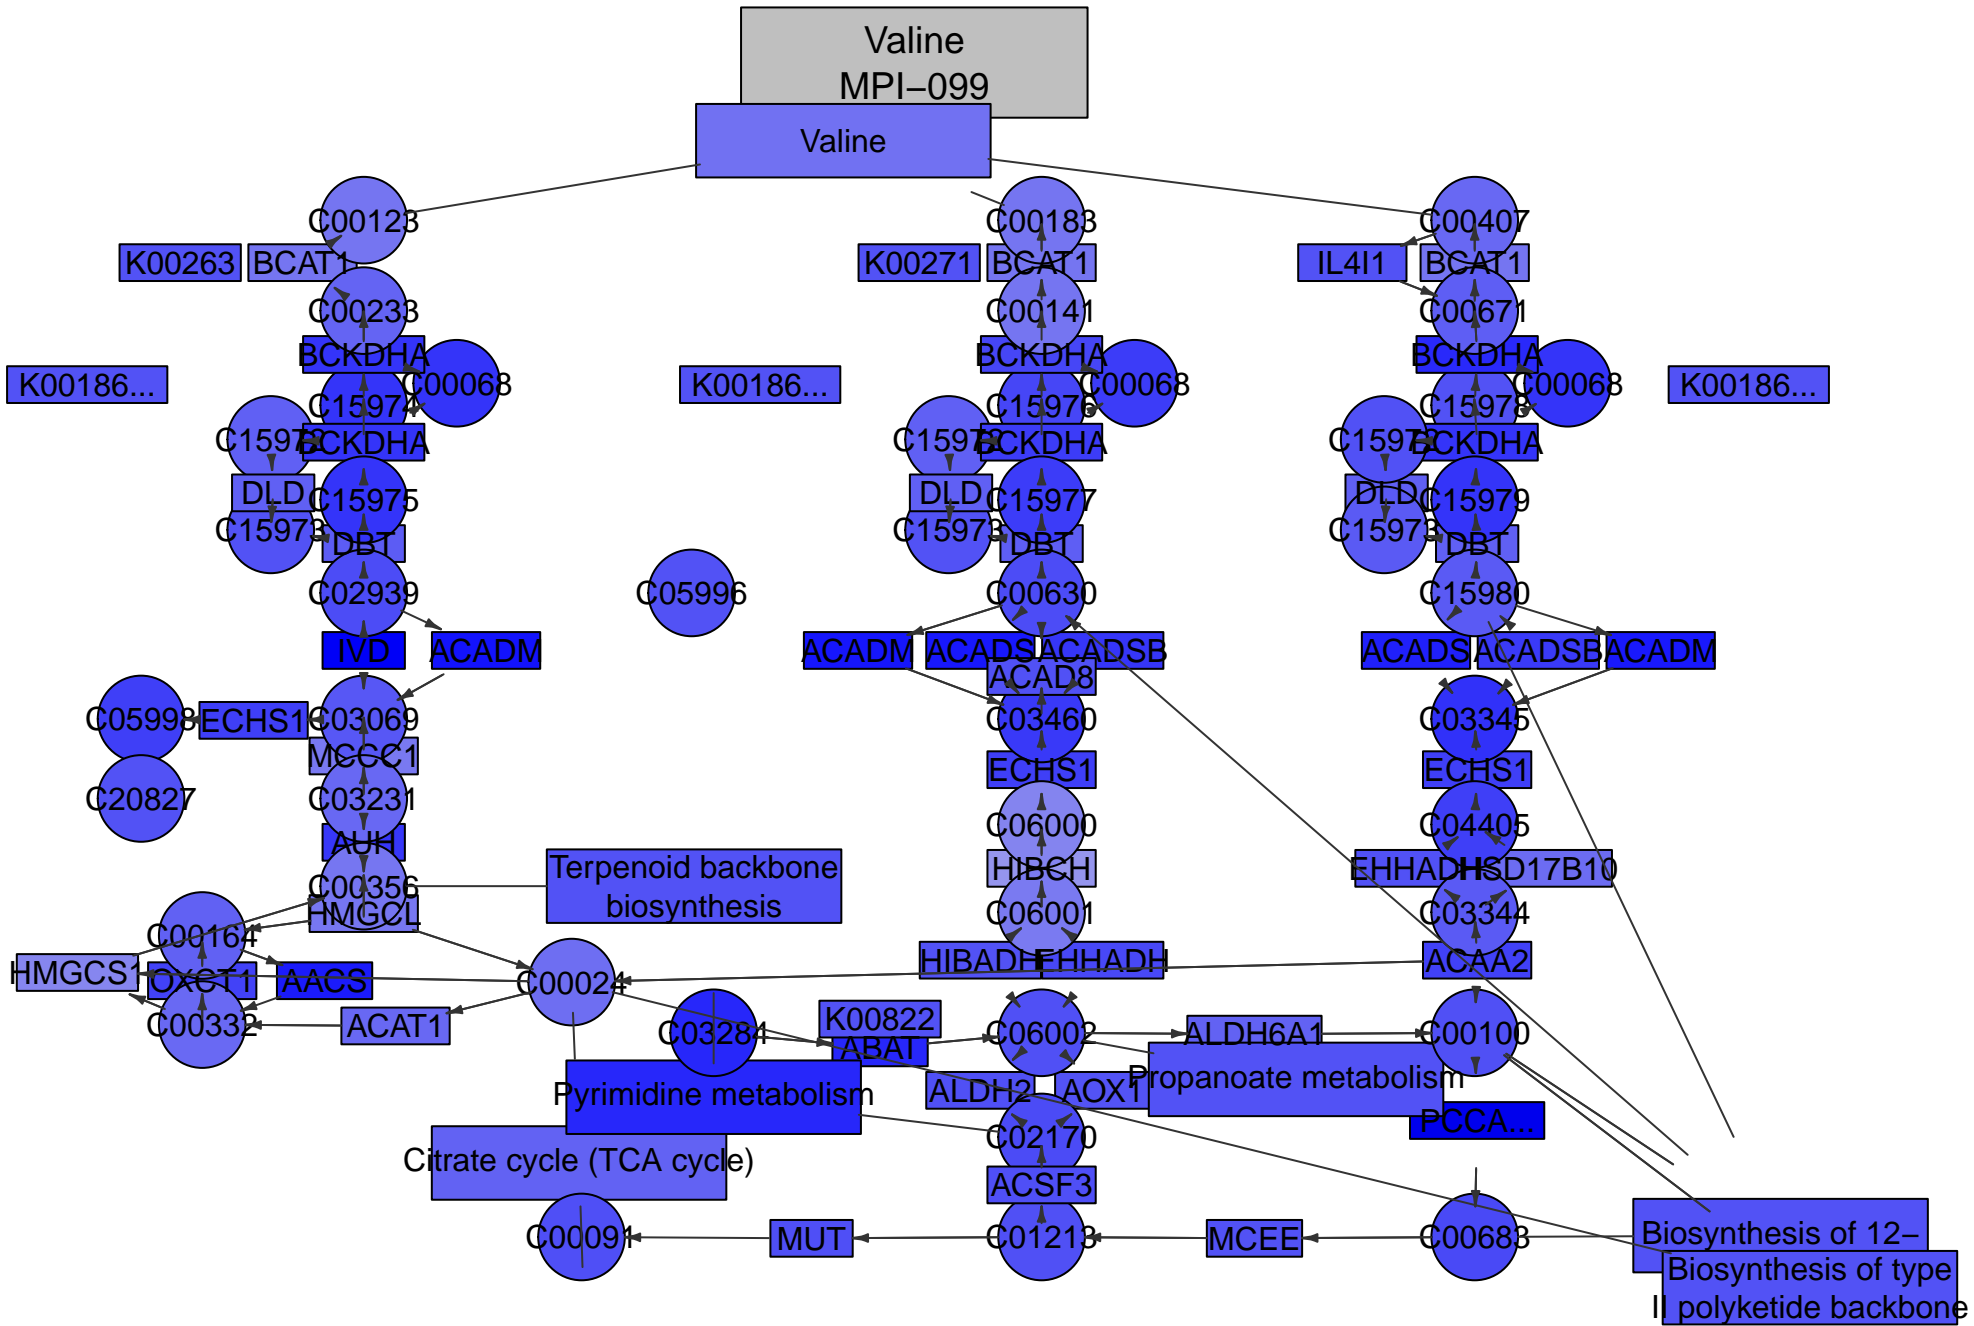 Valine
MPI−099
Valine
C00123
C00183
C00407
K00263
BCAT1
K00271
BCAT1
IL4I1
BCAT1
C00233
C00141
C00671
BCKDHA
BCKDHA
BCKDHA
K00186...
C00068
K00186...
C00068
C00068
K00186...
C15974
C15976
C15978
C15972
BCKDHA
C15972
BCKDHA
C15972
BCKDHA
DLD
C15975
DLD
C15977
DLD
C15979
C15973
DBT
C15973
DBT
C15973
DBT
C02939
C05996
C00630
C15980
IVD
ACADM
ACADM
ACADS
ACADSB
ACADS
ACADSB
ACADM
ACAD8
C05998
ECHS1
C03069
C03460
C03345
MCCC1
ECHS1
ECHS1
C20827
C03231
C06000
C04405
AUH
Terpenoid backbone
biosynthesis
HIBCH
EHHADH
HSD17B10
C00356
HMGCL
C06001
C03344
C00164
HMGCS1
OXCT1
AACS
C00024
HIBADH
EHHADH
ACAA2
C00332
ACAT1
C03284
K00822
ABAT
C06002
ALDH6A1
C00100
Pyrimidine metabolism
ALDH2
AOX1
Propanoate metabolism
PCCA...
C02170
Citrate cycle (TCA cycle)
ACSF3
C00091
MUT
C01213
MCEE
C00683
Biosynthesis of 12−
Biosynthesis of type
II polyketide backbone